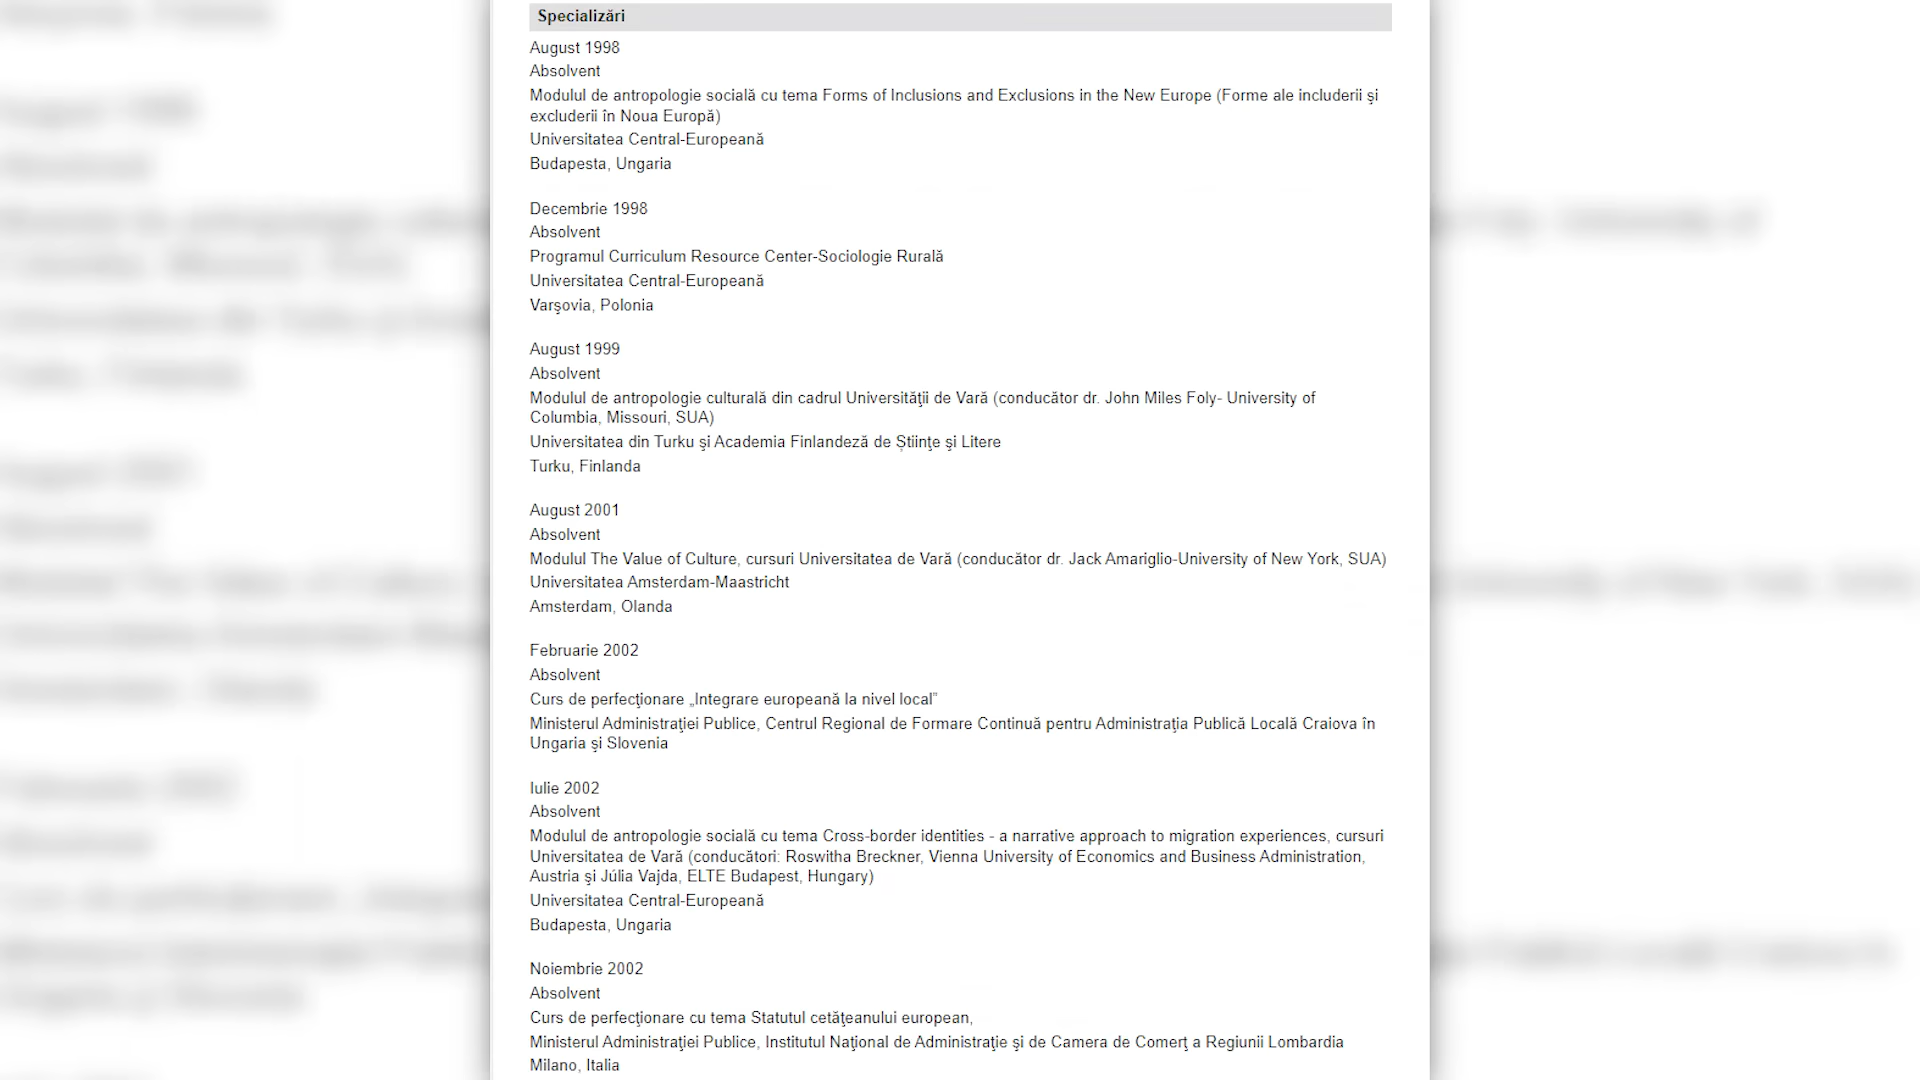 Specializări
August 1998
Absolvent
Modulul de antropologie socială cu tema Forms of Inclusions and Exclusions in the New Europe (Forme ale includerii şi
excluderii în Noua Europă)
Universitatea Central-Europeană
Budapesta, Ungaria
Decembrie 1998
Absolvent
Programul Curriculum Resource Center-Sociologie Rurală
Universitatea Central-Europeană
Varşovia, Polonia
August 1999
Absolvent
Modulul de antropologie culturală din cadrul Universităţii de Vară (conducător dr. John Miles Foly- University of
Columbia, Missouri, SUA)
Universitatea din Turku şi Academia Finlandeză de Științe şi Litere
Turku, Finlanda
August 2001
Absolvent
Modulul The Value of Culture, cursuri Universitatea de Vară (conducător dr. Jack Amariglio-University of New York, SUA)
Universitatea Amsterdam-Maastricht
Amsterdam, Olanda
Februarie 2002
Absolvent
Curs de perfecţionare „Integrare europeană la nivel local”
Ministerul Administraţiei Publice, Centrul Regional de Formare Continuă pentru Administraţia Publică Locală Craiova în
Ungaria şi Slovenia
Iulie 2002
Absolvent
Modulul de antropologie socială cu tema Cross-border identities - a narrative approach to migration experiences, cursuri
Universitatea de Vară (conducători: Roswitha Breckner, Vienna University of Economics and Business Administration,
Austria şi Júlia Vajda, ELTE Budapest, Hungary)
Universitatea Central-Europeană
Budapesta, Ungaria
Noiembrie 2002
Absolvent
Curs de perfecţionare cu tema Statutul cetăţeanului european,
Ministerul Administraţiei Publice, Institutul Naţional de Administraţie şi de Camera de Comerţ a Regiunii Lombardia
Milano, Italia